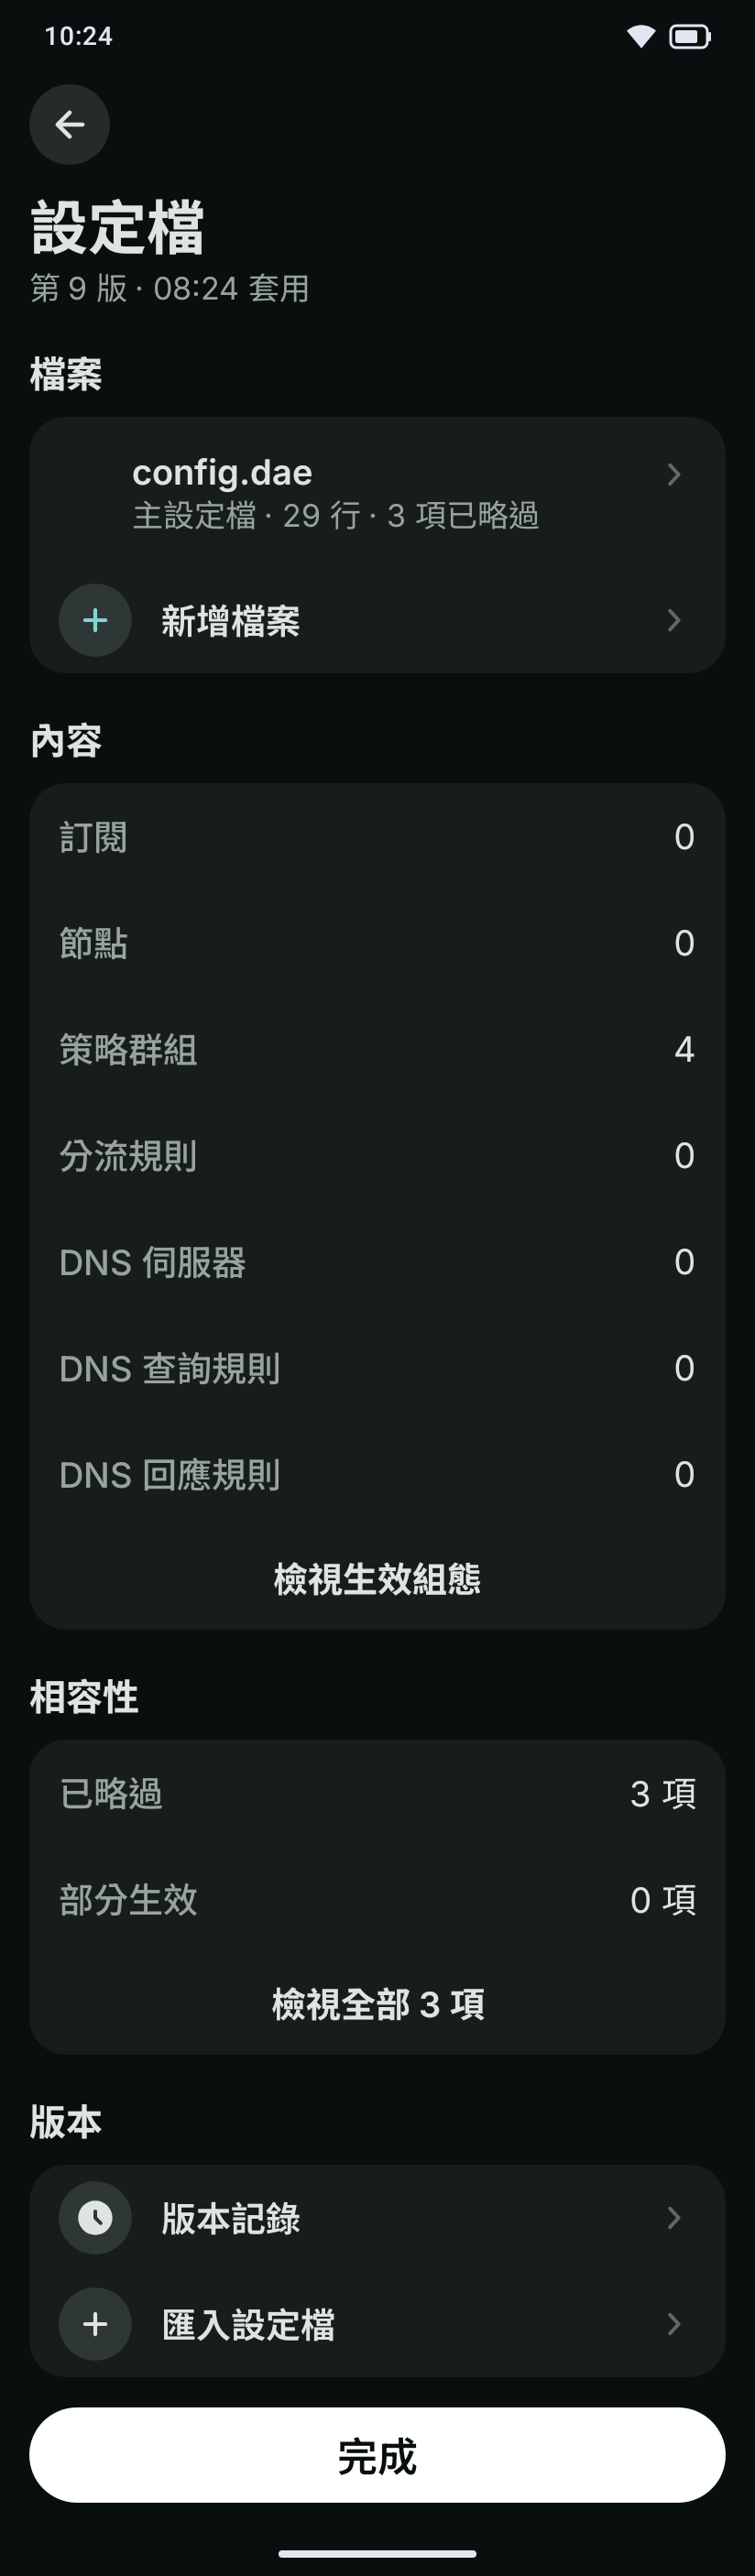 10:24
設定檔
第 9 版 · 08:24 套用
檔案
config.dae
主設定檔 · 29 行 · 3 項已略過
新增檔案
內容
訂閱 0
節點 0
策略群組 4
分流規則 0
DNS 伺服器 0
DNS 查詢規則 0
DNS 回應規則 0
檢視生效組態
相容性
已略過 3 項
部分生效 0 項
檢視全部 3 項
版本
版本記錄
匯入設定檔
完成